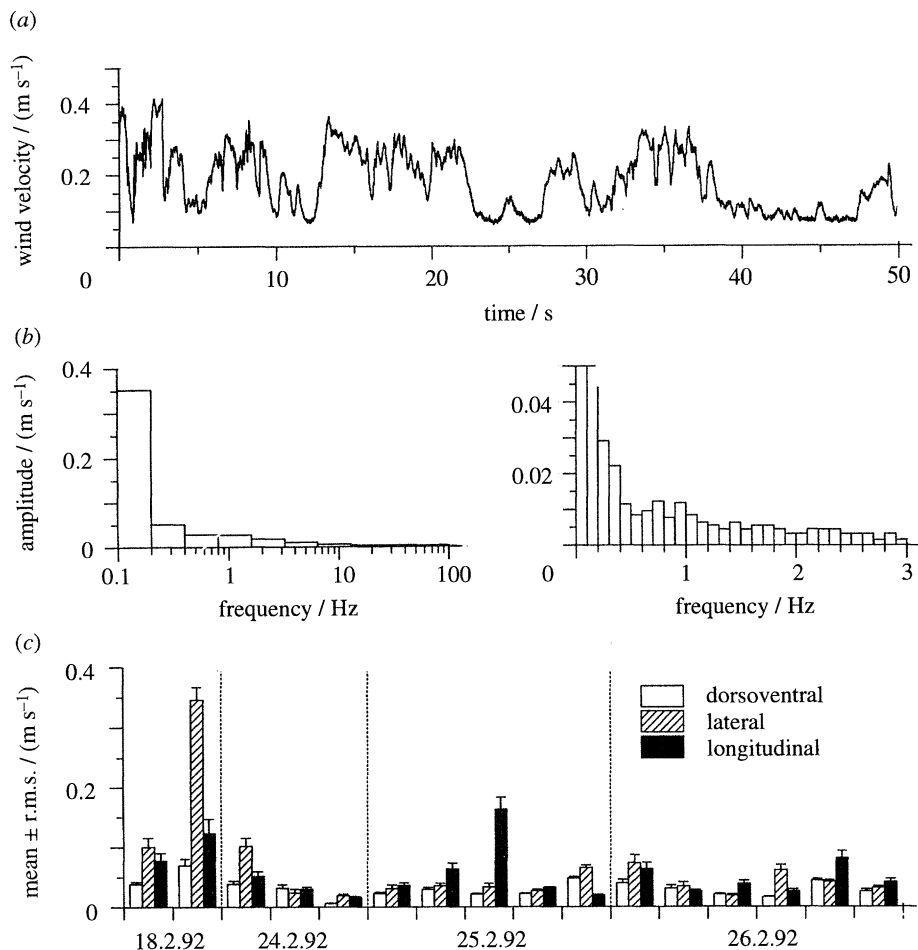 (a)
wind velocity / (m s⁻¹)
0.4
0.2
0
10
20
30
40
50
time / s
(b)
amplitude / (m s⁻¹)
0.4
0.2
0
0.1
1
10
100
frequency / Hz
0.04
0.02
0
1
2
3
frequency / Hz
(c)
mean ± r.m.s. / (m s⁻¹)
0.4
0.2
0
dorsoventral
lateral
longitudinal
18.2.92
24.2.92
25.2.92
26.2.92